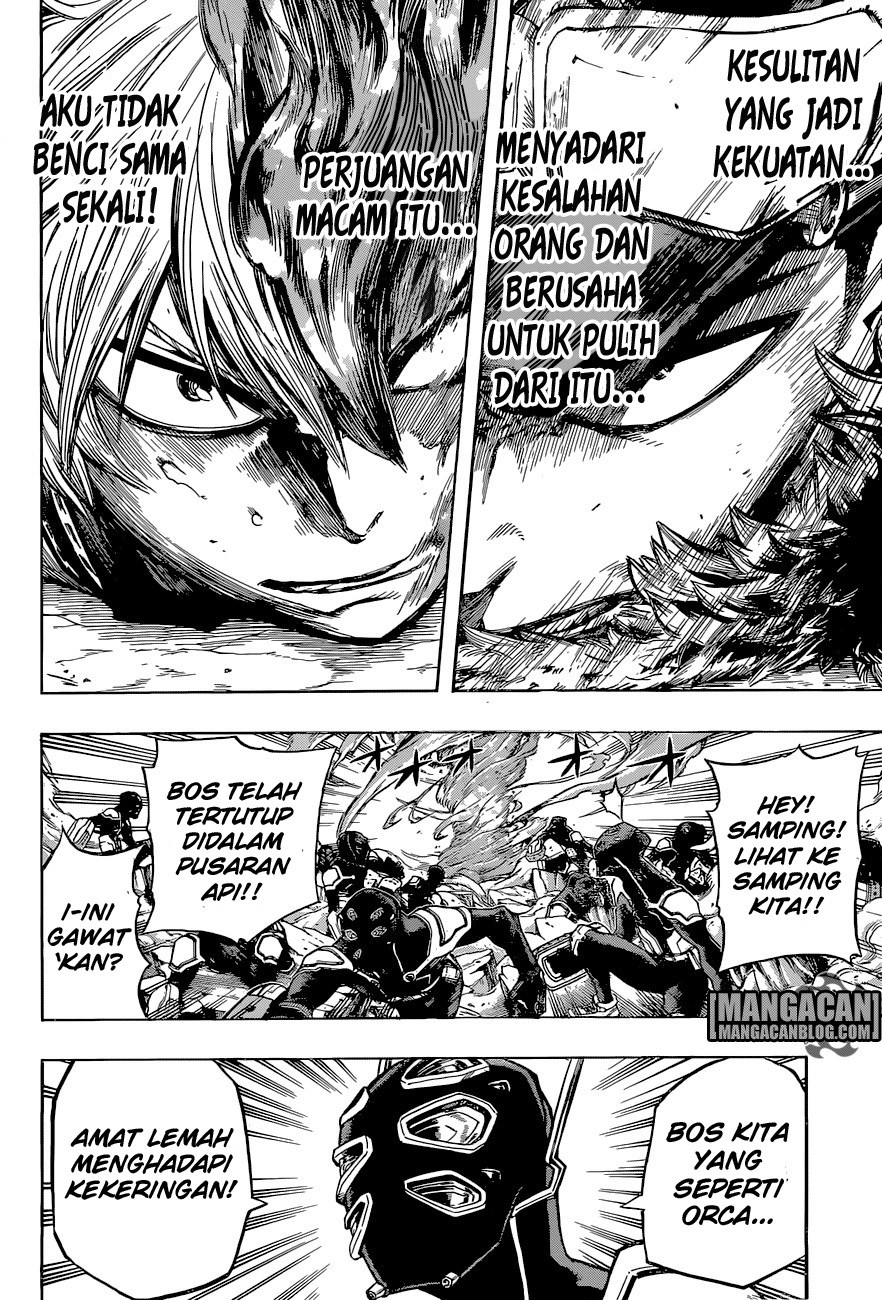 KESULITAN
YANG JADI
KEKUATAN...
MENYADARI
KESALAHAN
ORANG DAN
BERUSAHA
UNTUK PULIH
DARI ITU...
PERJUANGAN
MACAM ITU...
AKU TIDAK
BENCI SAMA
SEKALI!
HEY!
SAMPING!
LIHAT KE
SAMPING
KITA!!
BOS TELAH
TERTUTUP
DIDALAM
PUSARAN
API!!
I-INI
GAWAT
'KAN?
MANGACAN
MANGACANBLOG.COM
BOS KITA
YANG
SEPERTI
ORCA...
AMAT LEMAH
MENGHADAPI
KEKERINGAN!